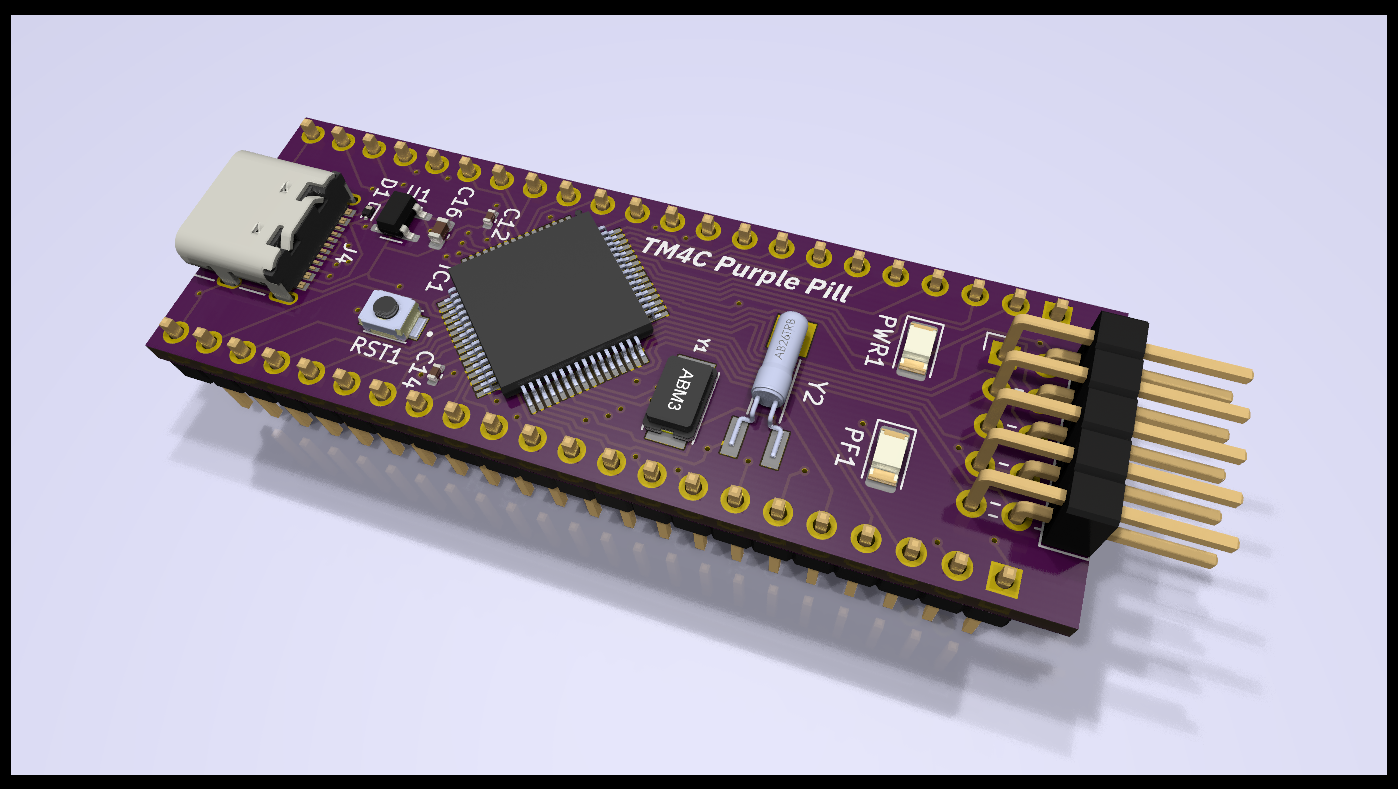 D1
U1
C16
C12
J4
IC1
TM4C Purple Pill
RST1
C14
Y1
ABM3
AB26TRB
Y2
PWR1
PF1